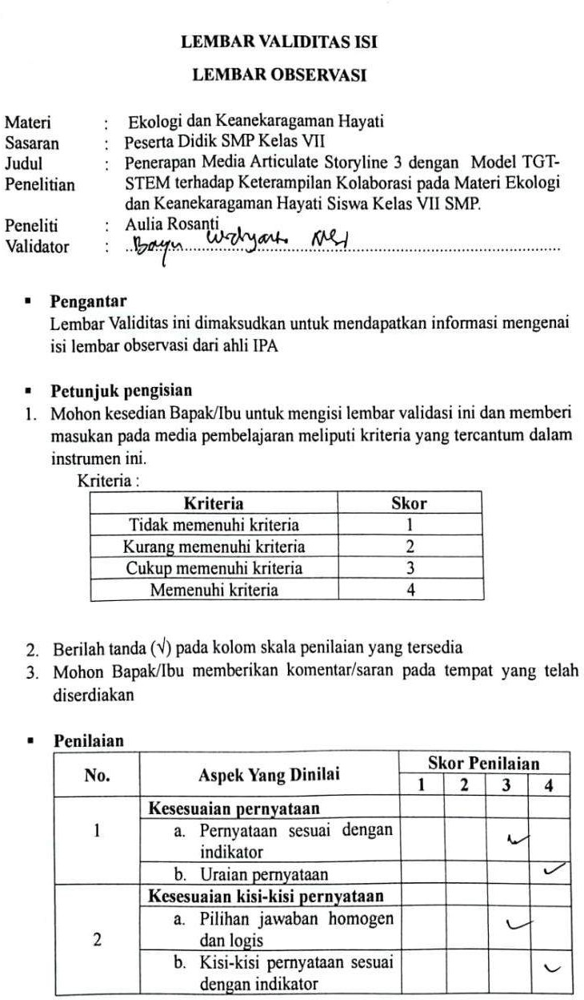 LEMBAR VALIDITAS ISI
LEMBAR OBSERVASI
Materi : Ekologi dan Keanekaragaman Hayati
Sasaran : Peserta Didik SMP Kelas VII
Judul : Penerapan Media Articulate Storyline 3 dengan Model TGT-
Penelitian STEM terhadap Keterampilan Kolaborasi pada Materi Ekologi
dan Keanekaragaman Hayati Siswa Kelas VII SMP.
Peneliti : Aulia Rosanti
Validator : Bayu
▪ Pengantar
Lembar Validitas ini dimaksudkan untuk mendapatkan informasi mengenai
isi lembar observasi dari ahli IPA
▪ Petunjuk pengisian
1. Mohon kesedian Bapak/Ibu untuk mengisi lembar validasi ini dan memberi
masukan pada media pembelajaran meliputi kriteria yang tercantum dalam
instrumen ini.
Kriteria :
Kriteria Skor
Tidak memenuhi kriteria 1
Kurang memenuhi kriteria 2
Cukup memenuhi kriteria 3
Memenuhi kriteria 4
2. Berilah tanda (√) pada kolom skala penilaian yang tersedia
3. Mohon Bapak/Ibu memberikan komentar/saran pada tempat yang telah
diserdiakan
▪ Penilaian
No. Aspek Yang Dinilai Skor Penilaian
1 2 3 4
Kesesuaian pernyataan
1 a. Pernyataan sesuai dengan ✓
indikator
b. Uraian pernyataan ✓
Kesesuaian kisi-kisi pernyataan
2 a. Pilihan jawaban homogen ✓
dan logis
b. Kisi-kisi pernyataan sesuai ✓
dengan indikator